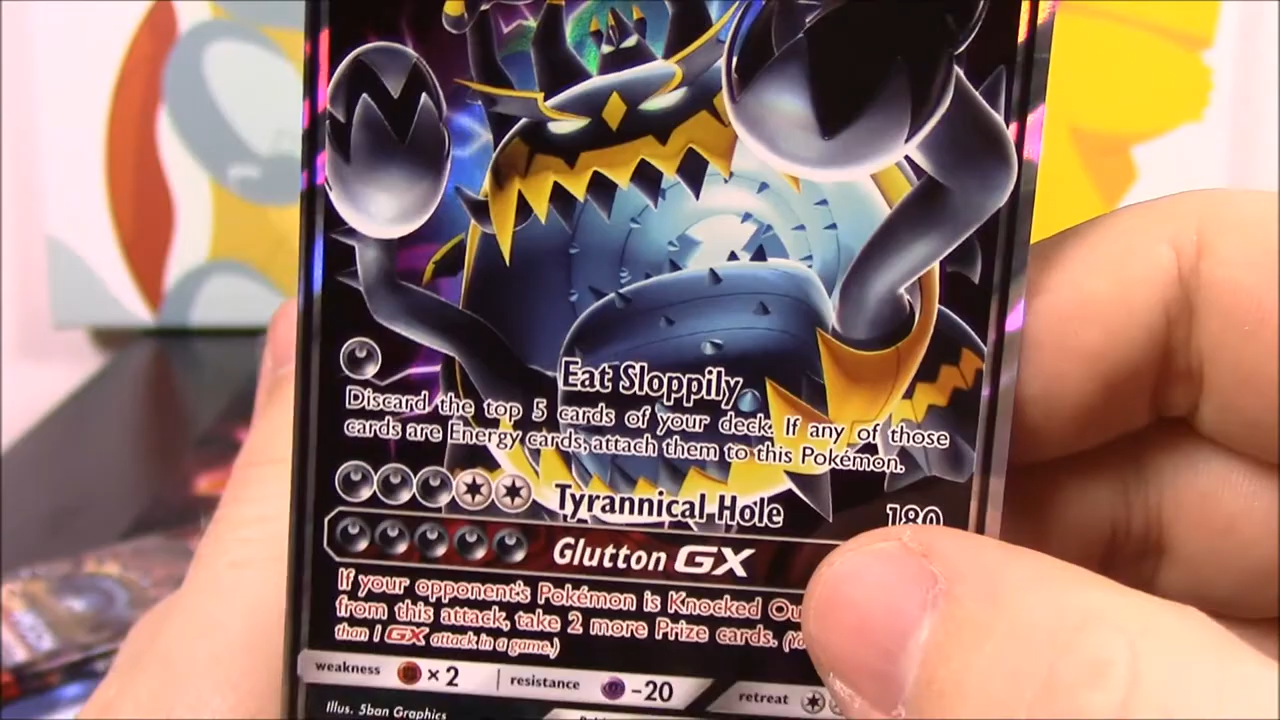 Eat Sloppily
Discard the top 5 cards of your deck. If any of those
cards are Energy cards, attach them to this Pokémon.
Tyrannical Hole 180
Glutton GX
If your opponent's Pokémon is Knocked
from this attack, take 2 more Prize cards.
than 1 GX attack in a game.)
weakness ×2 resistance -20 retreat
Illus. 5ban Graphics